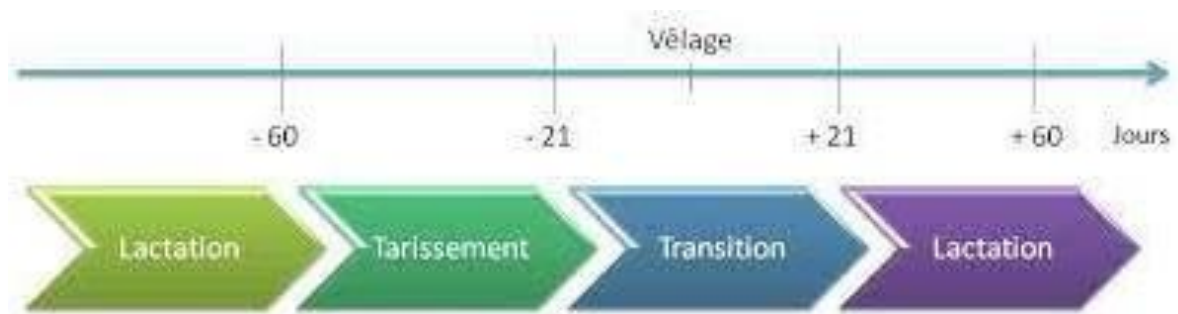 Vêlage
- 60 - 21 + 21 + 60 Jours
Lactation Tarissement Transition Lactation